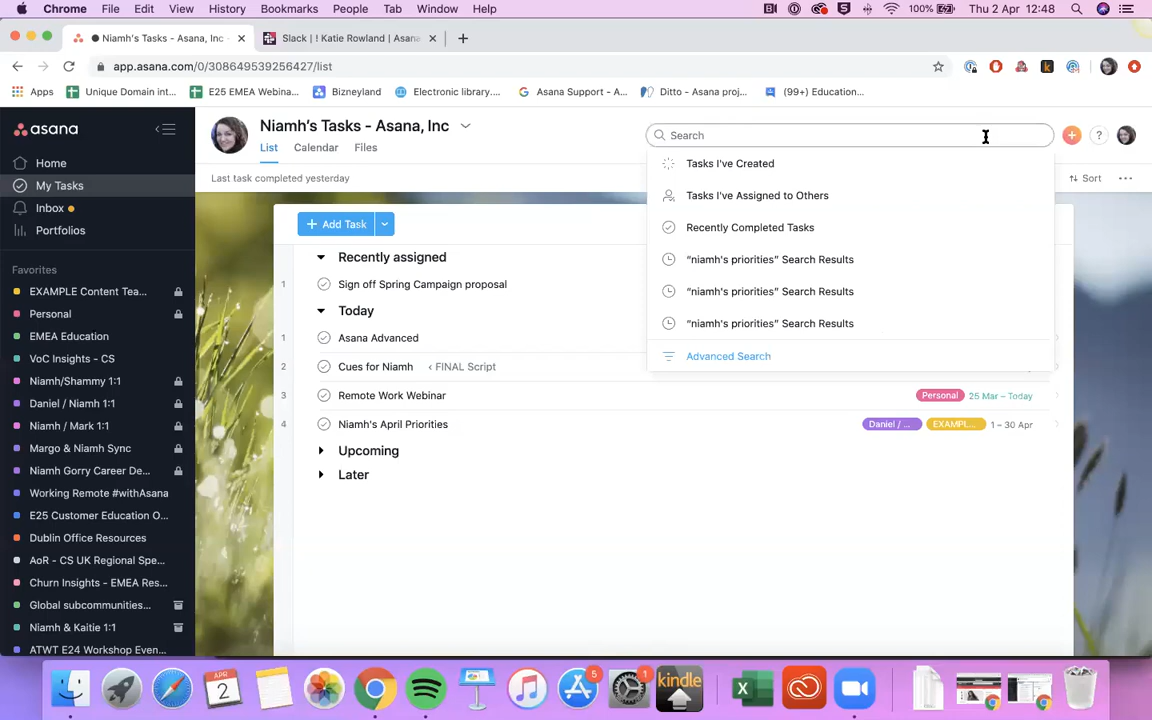 Chrome File Edit View History Bookmarks People Tab Window Help 100% Thu 2 Apr 12:48
Niamh's Tasks - Asana, Inc
Slack | ! Katie Rowland | Asana
app.asana.com/0/308649539256427/list
Apps Unique Domain int... E25 EMEA Webina... Bizneyland Electronic library.... Asana Support - A... Ditto - Asana proj... (99+) Education...
asana
Home
My Tasks
Inbox
Portfolios
Favorites
EXAMPLE Content Tea...
Personal
EMEA Education
VoC Insights - CS
Niamh/Shammy 1:1
Daniel / Niamh 1:1
Niamh / Mark 1:1
Margo & Niamh Sync
Niamh Gorry Career De...
Working Remote #withAsana
E25 Customer Education O...
Dublin Office Resources
AoR - CS UK Regional Spe...
Churn Insights - EMEA Res...
Global subcommunities...
Niamh & Kaitie 1:1
ATWT E24 Workshop Even...
Niamh's Tasks - Asana, Inc
List Calendar Files
Last task completed yesterday
Sort
+ Add Task
Recently assigned
1 Sign off Spring Campaign proposal
Today
1 Asana Advanced
2 Cues for Niamh ‹ FINAL Script
3 Remote Work Webinar Personal 25 Mar – Today
4 Niamh's April Priorities Daniel / ... EXAMPL... 1 – 30 Apr
Upcoming
Later
Search
Tasks I've Created
Tasks I've Assigned to Others
Recently Completed Tasks
“niamh's priorities” Search Results
“niamh's priorities” Search Results
“niamh's priorities” Search Results
Advanced Search
?
APR
2
5
1
kindle